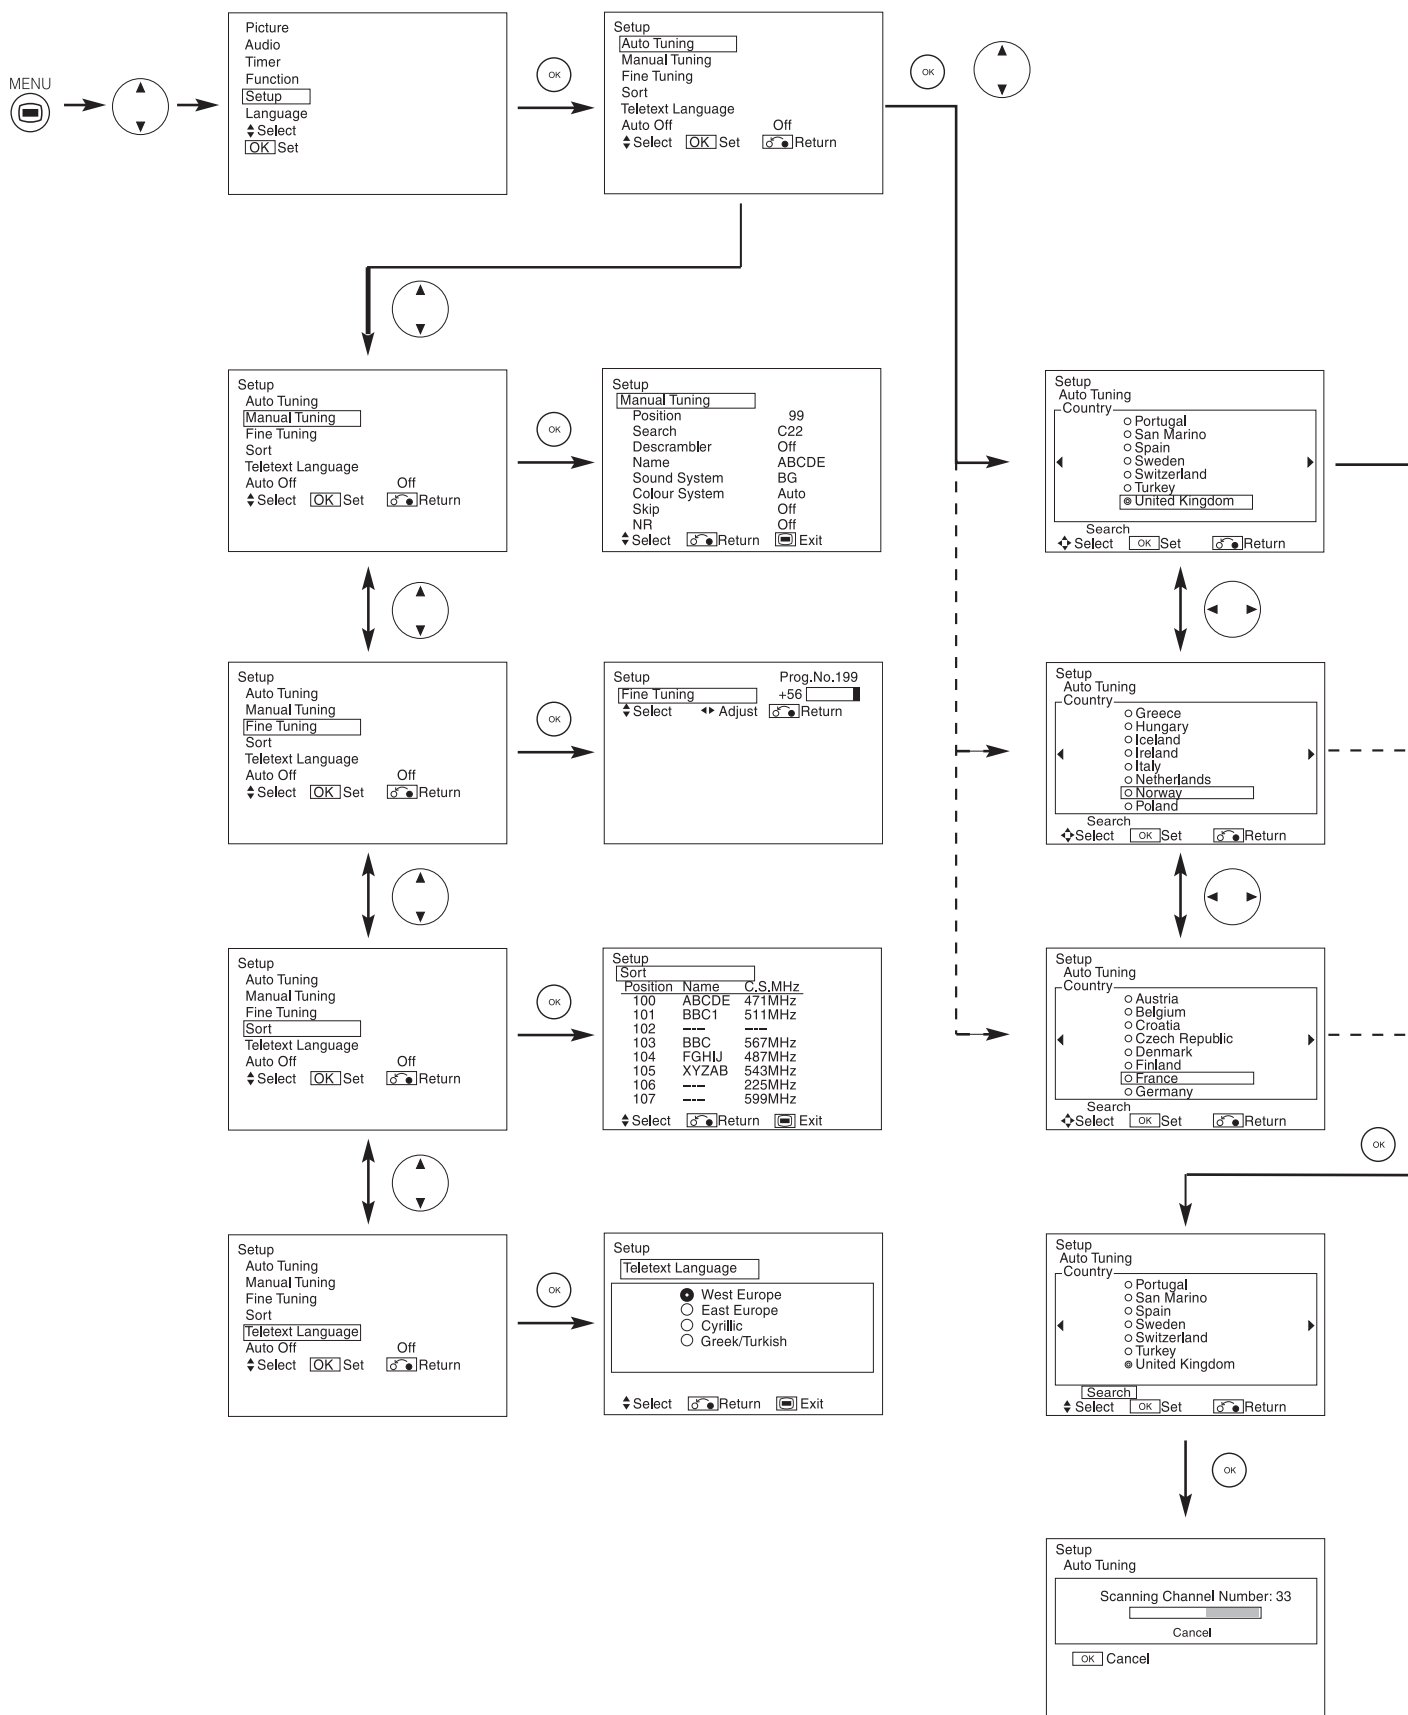 MENU
Picture
Audio
Timer
Function
Setup
Language
Select
OK Set
OK
Setup
Auto Tuning
Manual Tuning
Fine Tuning
Sort
Teletext Language
Auto Off Off
Select OK Set Return
OK
Setup
Auto Tuning
Manual Tuning
Fine Tuning
Sort
Teletext Language
Auto Off Off
Select OK Set Return
OK
Setup
Manual Tuning
Position 99
Search C22
Descrambler Off
Name ABCDE
Sound System BG
Colour System Auto
Skip Off
NR Off
Select Return Exit
Setup
Auto Tuning
Country
Portugal
San Marino
Spain
Sweden
Switzerland
Turkey
United Kingdom
Search
Select OK Set Return
Setup
Auto Tuning
Manual Tuning
Fine Tuning
Sort
Teletext Language
Auto Off Off
Select OK Set Return
OK
Setup Prog.No.199
Fine Tuning +56
Select Adjust Return
Setup
Auto Tuning
Country
Greece
Hungary
Iceland
Ireland
Italy
Netherlands
Norway
Poland
Search
Select OK Set Return
Setup
Auto Tuning
Manual Tuning
Fine Tuning
Sort
Teletext Language
Auto Off Off
Select OK Set Return
OK
Setup
Sort
Position Name C.S.MHz
100 ABCDE 471MHz
101 BBC1 511MHz
102 ---- ----
103 BBC 567MHz
104 FGHIJ 487MHz
105 XYZAB 543MHz
106 ---- 225MHz
107 ---- 599MHz
Select Return Exit
Setup
Auto Tuning
Country
Austria
Belgium
Croatia
Czech Republic
Denmark
Finland
France
Germany
Search
Select OK Set Return
OK
Setup
Auto Tuning
Manual Tuning
Fine Tuning
Sort
Teletext Language
Auto Off Off
Select OK Set Return
OK
Setup
Teletext Language
West Europe
East Europe
Cyrillic
Greek/Turkish
Select Return Exit
Setup
Auto Tuning
Country
Portugal
San Marino
Spain
Sweden
Switzerland
Turkey
United Kingdom
Search
Select OK Set Return
OK
Setup
Auto Tuning
Scanning Channel Number: 33
Cancel
OK Cancel